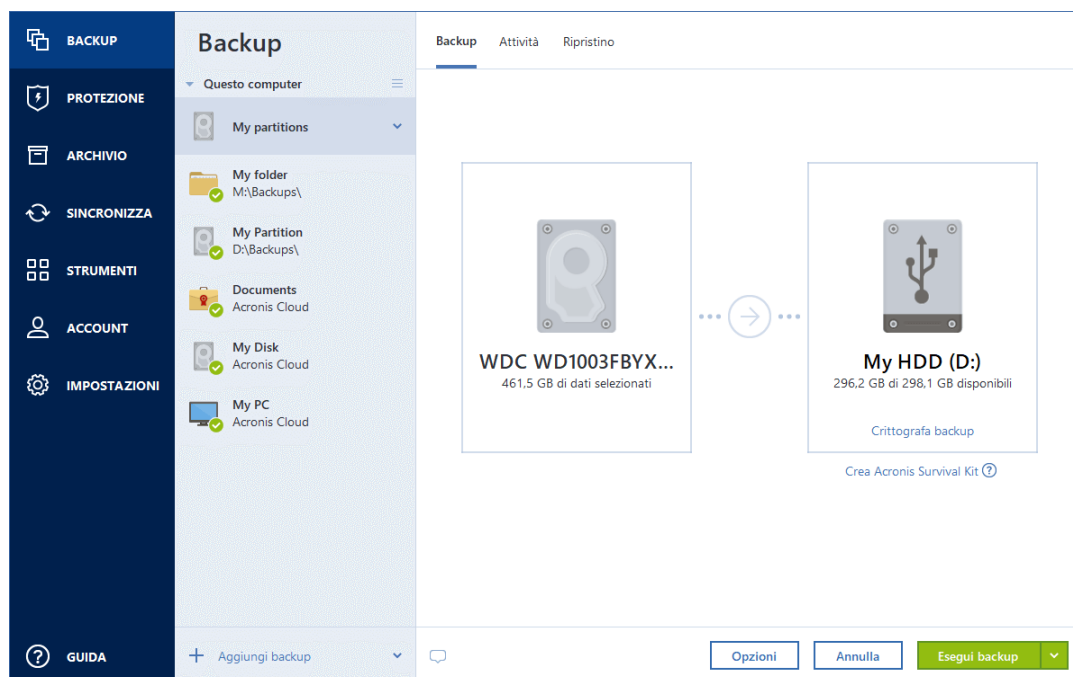 BACKUP
PROTEZIONE
ARCHIVIO
SINCRONIZZA
STRUMENTI
ACCOUNT
IMPOSTAZIONI
GUIDA
Backup
Questo computer
My partitions
My folder
M:\Backups\
My Partition
D:\Backups\
Documents
Acronis Cloud
My Disk
Acronis Cloud
My PC
Acronis Cloud
Aggiungi backup
Backup Attività Ripristino
WDC WD1003FBYX...
461,5 GB di dati selezionati
My HDD (D:)
296,2 GB di 298,1 GB disponibili
Crittografa backup
Crea Acronis Survival Kit ?
Opzioni Annulla Esegui backup